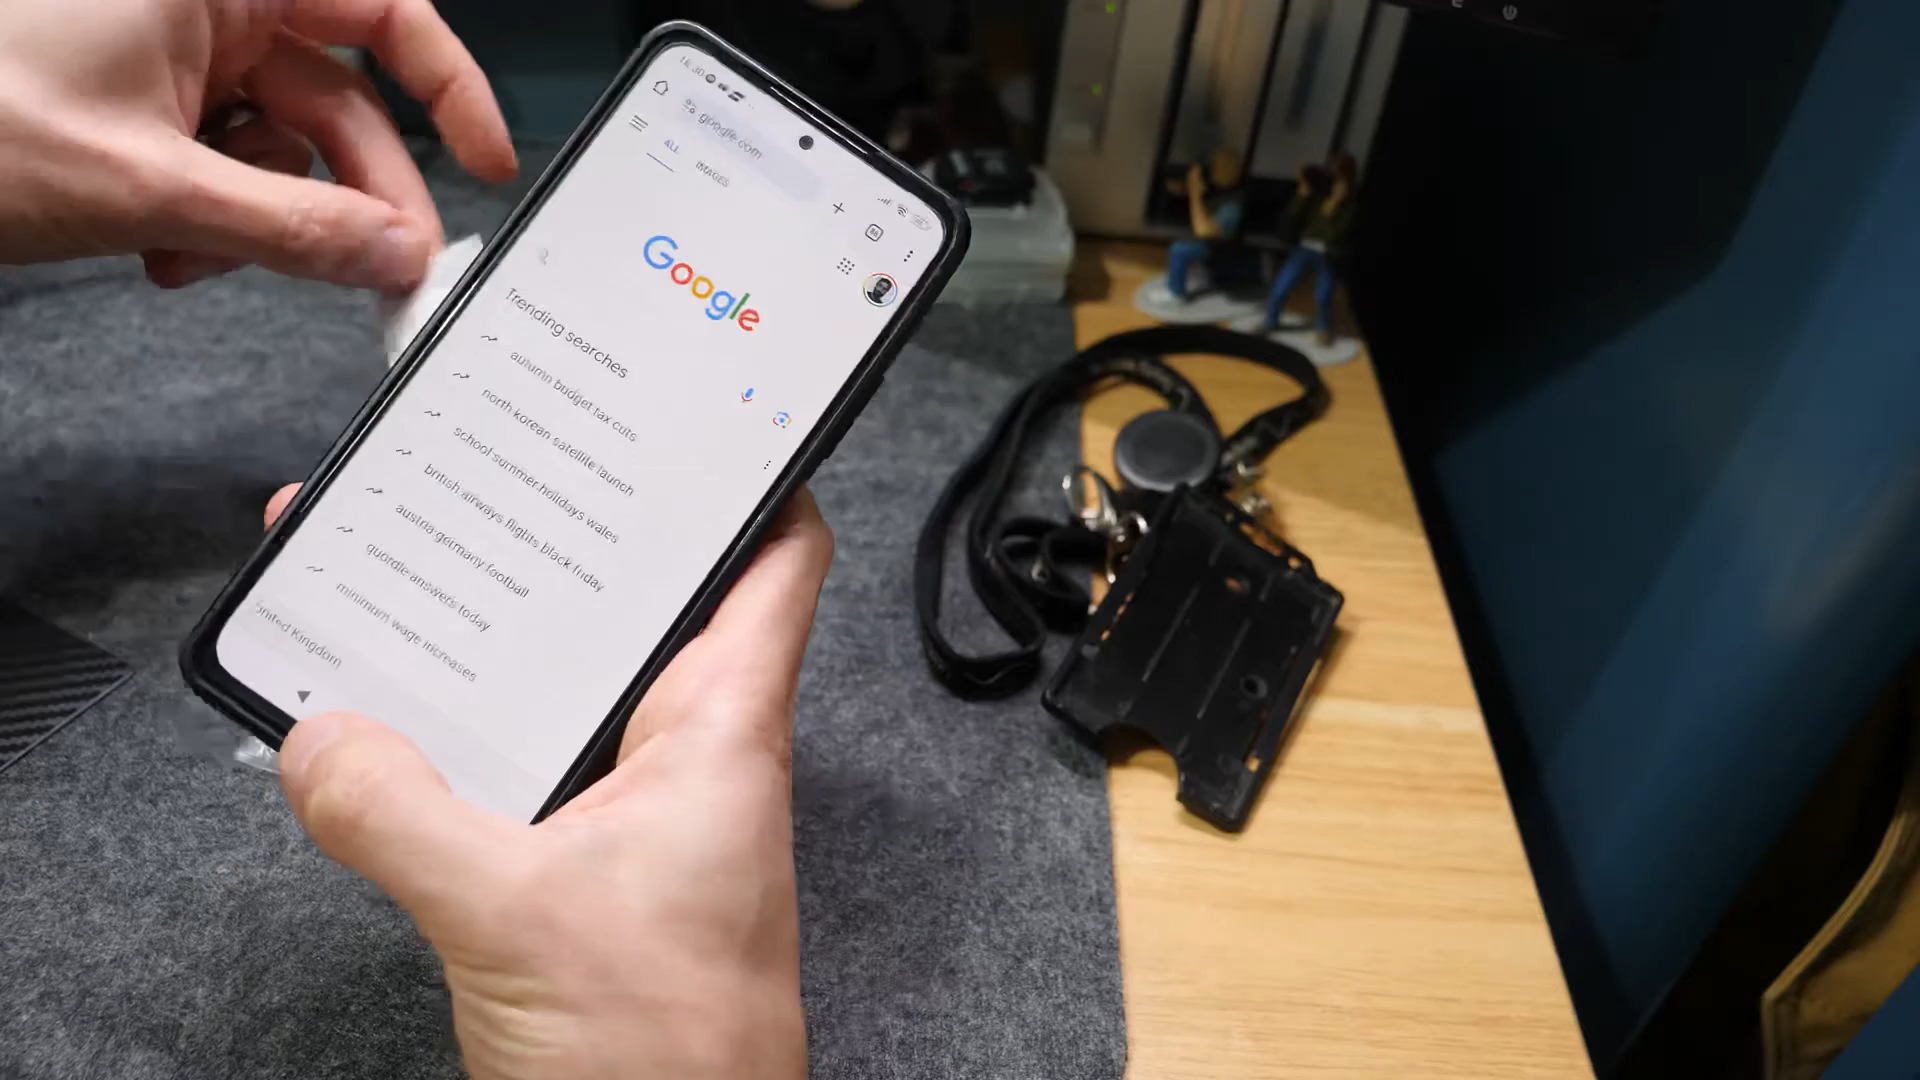 google.com
ALL IMAGES
Google
Trending searches
autumn budget tax cuts
north korean satellite launch
school summer holidays wales
british airways flights black friday
austria germany football
quordle answers today
minimum wage increases
United Kingdom